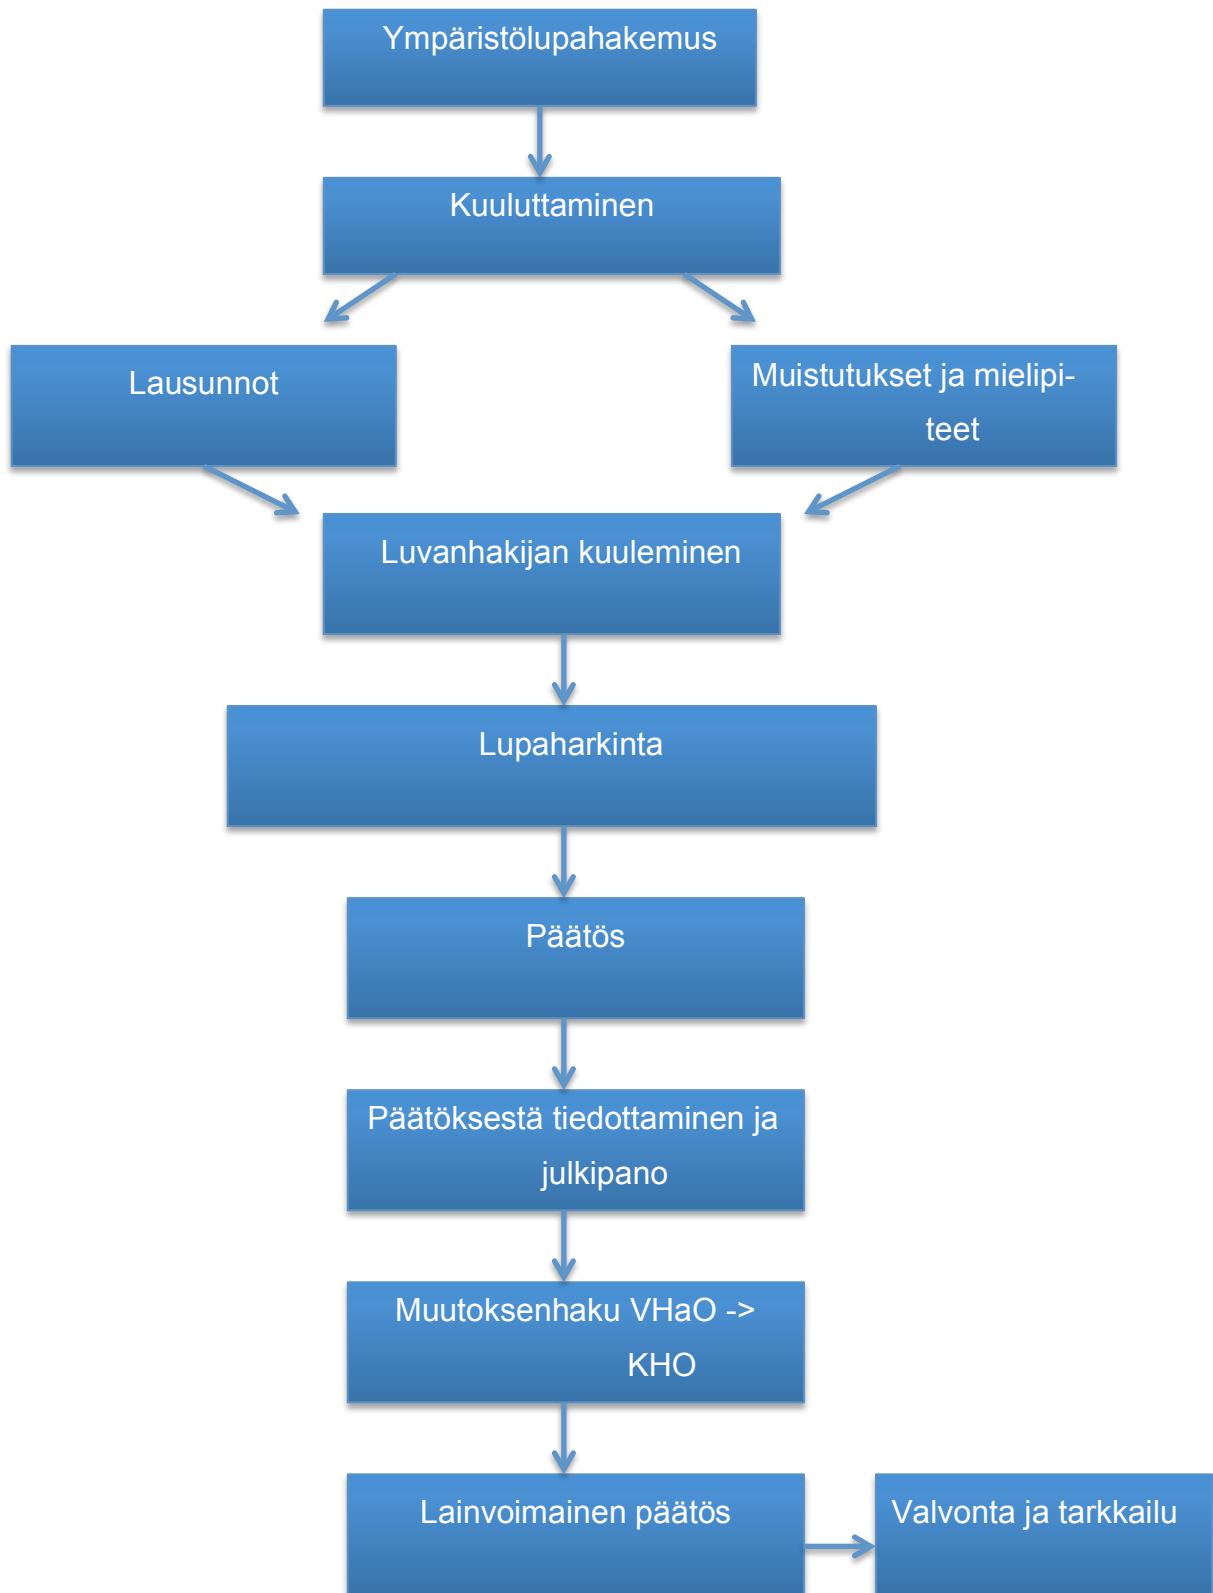 Ympäristölupahakemus
Kuuluttaminen
Lausunnot
Muistutukset ja mielipi-
teet
Luvanhakijan kuuleminen
Lupaharkinta
Päätös
Päätöksestä tiedottaminen ja
julkipano
Muutoksenhaku VHaO ->
KHO
Lainvoimainen päätös
Valvonta ja tarkkailu